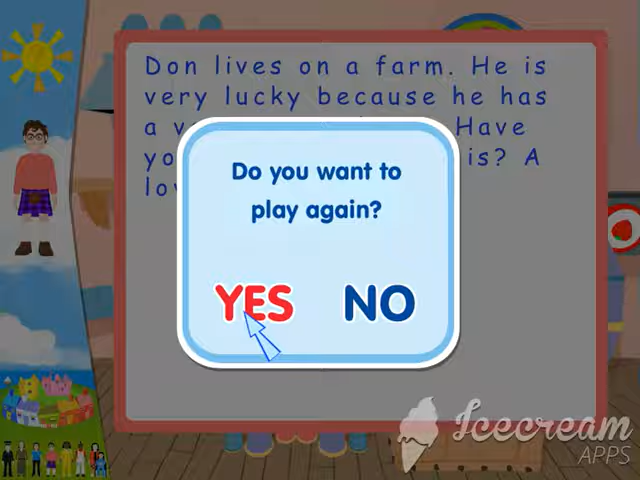 Don lives on a farm. He is
very lucky because he has
a v
Have
yo is? A
lov
Do you want to
play again?
YES NO
Icecream
APPS